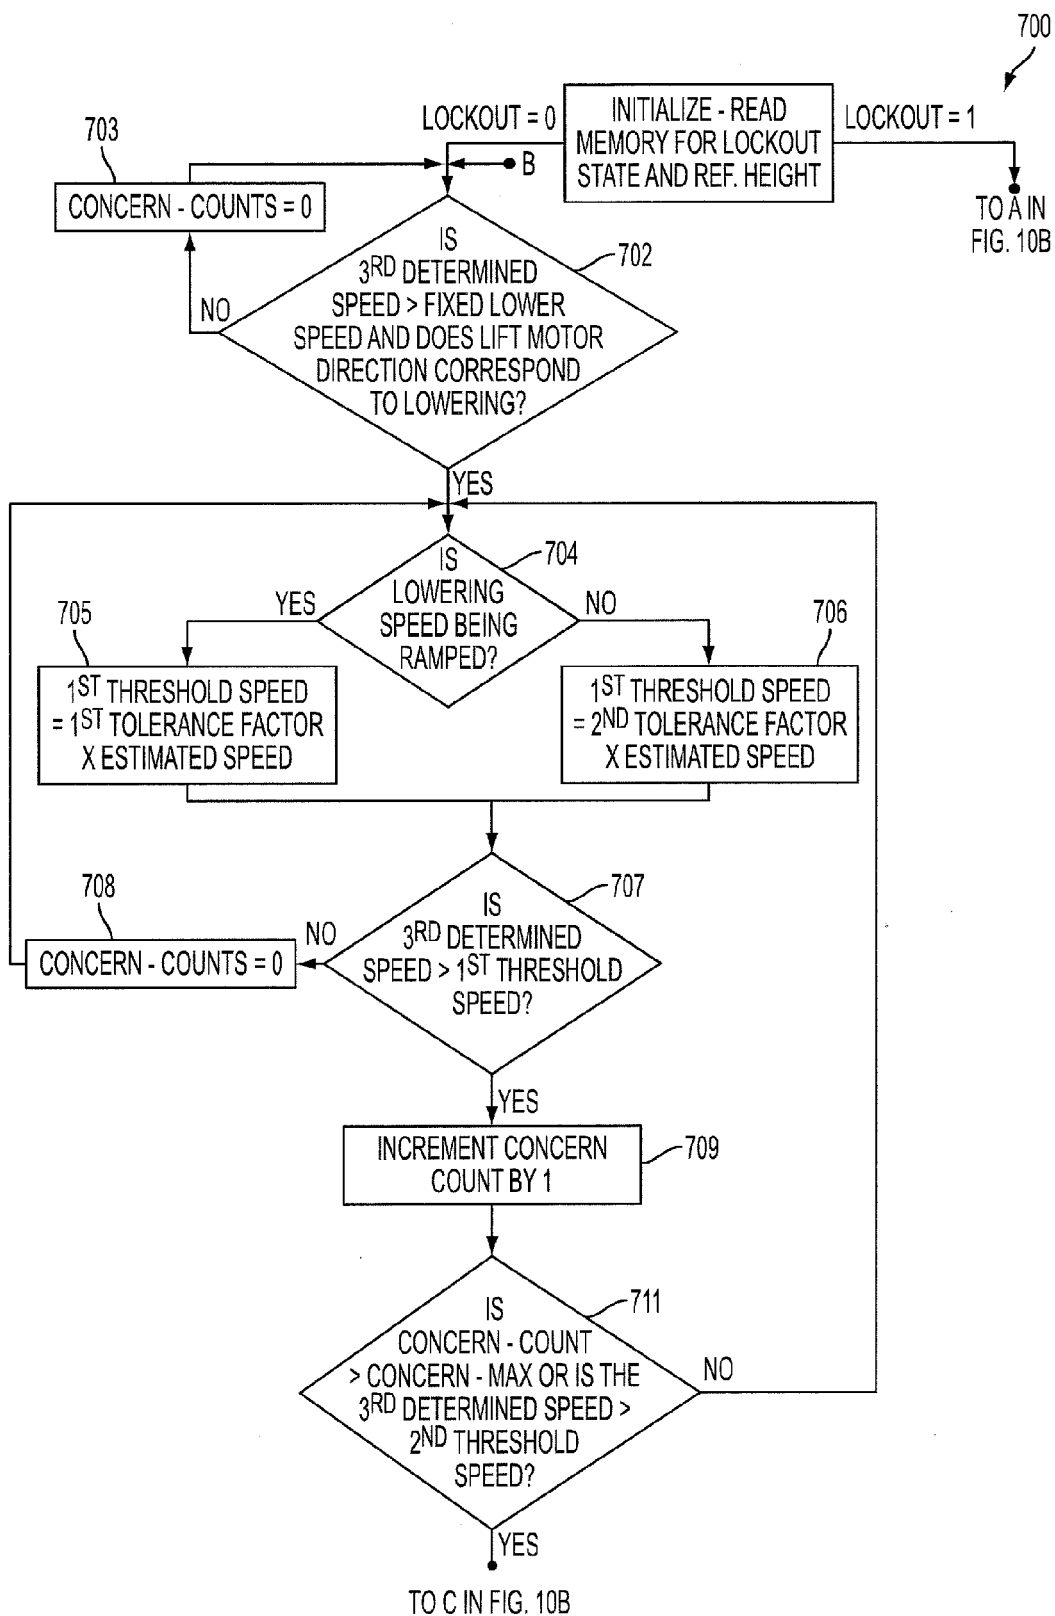 700
INITIALIZE - READ
MEMORY FOR LOCKOUT
STATE AND REF. HEIGHT
LOCKOUT = 0
LOCKOUT = 1
TO A IN
FIG. 10B
B
703
CONCERN - COUNTS = 0
NO
IS
3RD DETERMINED
SPEED > FIXED LOWER
SPEED AND DOES LIFT MOTOR
DIRECTION CORRESPOND
TO LOWERING?
702
YES
IS
LOWERING
SPEED BEING
RAMPED?
704
YES
NO
705
1ST THRESHOLD SPEED
= 1ST TOLERANCE FACTOR
X ESTIMATED SPEED
706
1ST THRESHOLD SPEED
= 2ND TOLERANCE FACTOR
X ESTIMATED SPEED
IS
3RD DETERMINED
SPEED > 1ST THRESHOLD
SPEED?
707
NO
708
CONCERN - COUNTS = 0
YES
INCREMENT CONCERN
COUNT BY 1
709
IS
CONCERN - COUNT
> CONCERN - MAX OR IS THE
3RD DETERMINED SPEED >
2ND THRESHOLD
SPEED?
711
NO
YES
TO C IN FIG. 10B